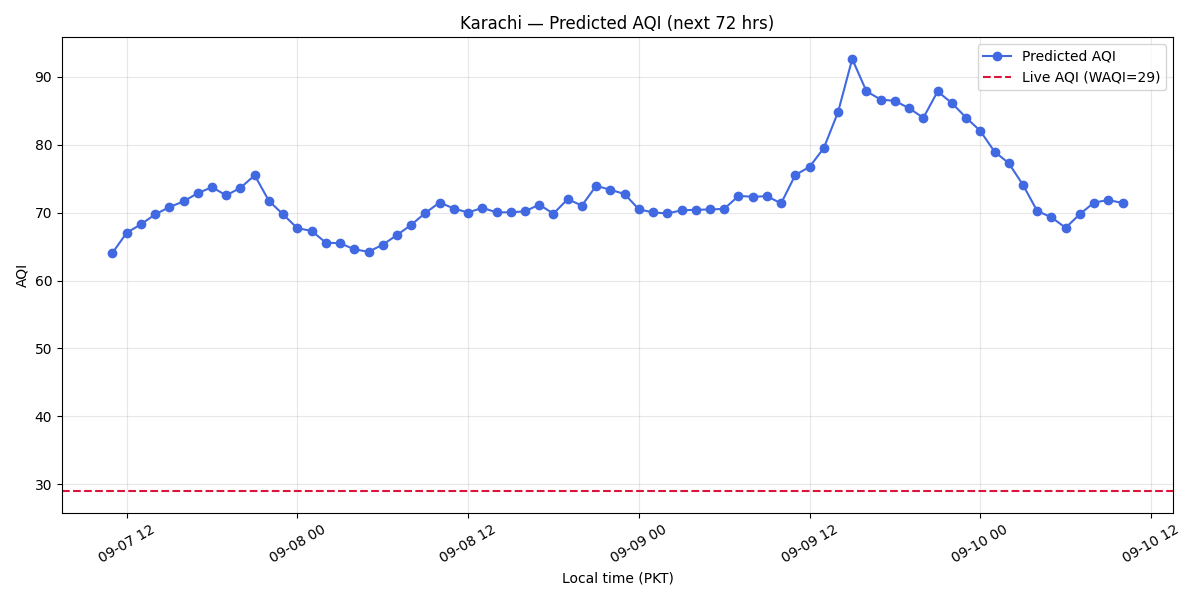 Karachi — Predicted AQI (next 72 hrs)
Predicted AQI
Live AQI (WAQI=29)
AQI
90
80
70
60
50
40
30
09-07 12
09-08 00
09-08 12
09-09 00
09-09 12
09-10 00
09-10 12
Local time (PKT)